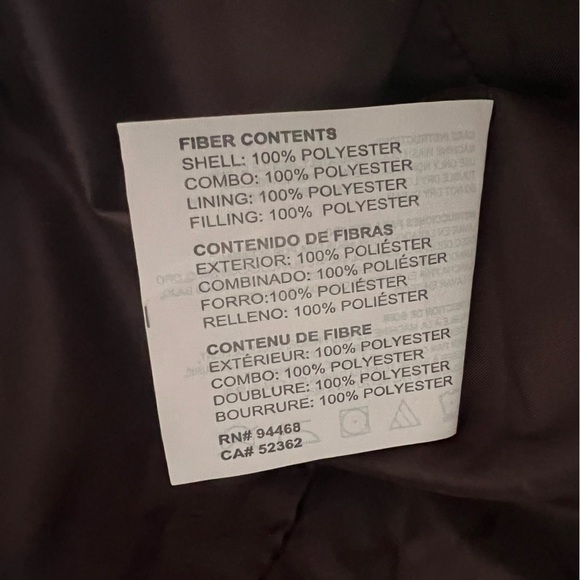 FIBER CONTENTS
SHELL: 100% POLYESTER
COMBO: 100% POLYESTER
LINING: 100% POLYESTER
FILLING: 100% POLYESTER
CONTENIDO DE FIBRAS
EXTERIOR: 100% POLIÉSTER
COMBINADO: 100% POLIÉSTER
FORRO:100% POLIÉSTER
RELLENO: 100% POLIÉSTER
CONTENU DE FIBRE
EXTÉRIEUR: 100% POLYESTER
COMBO: 100% POLYESTER
DOUBLURE: 100% POLYESTER
BOURRURE: 100% POLYESTER
RN# 94468
CA# 52362